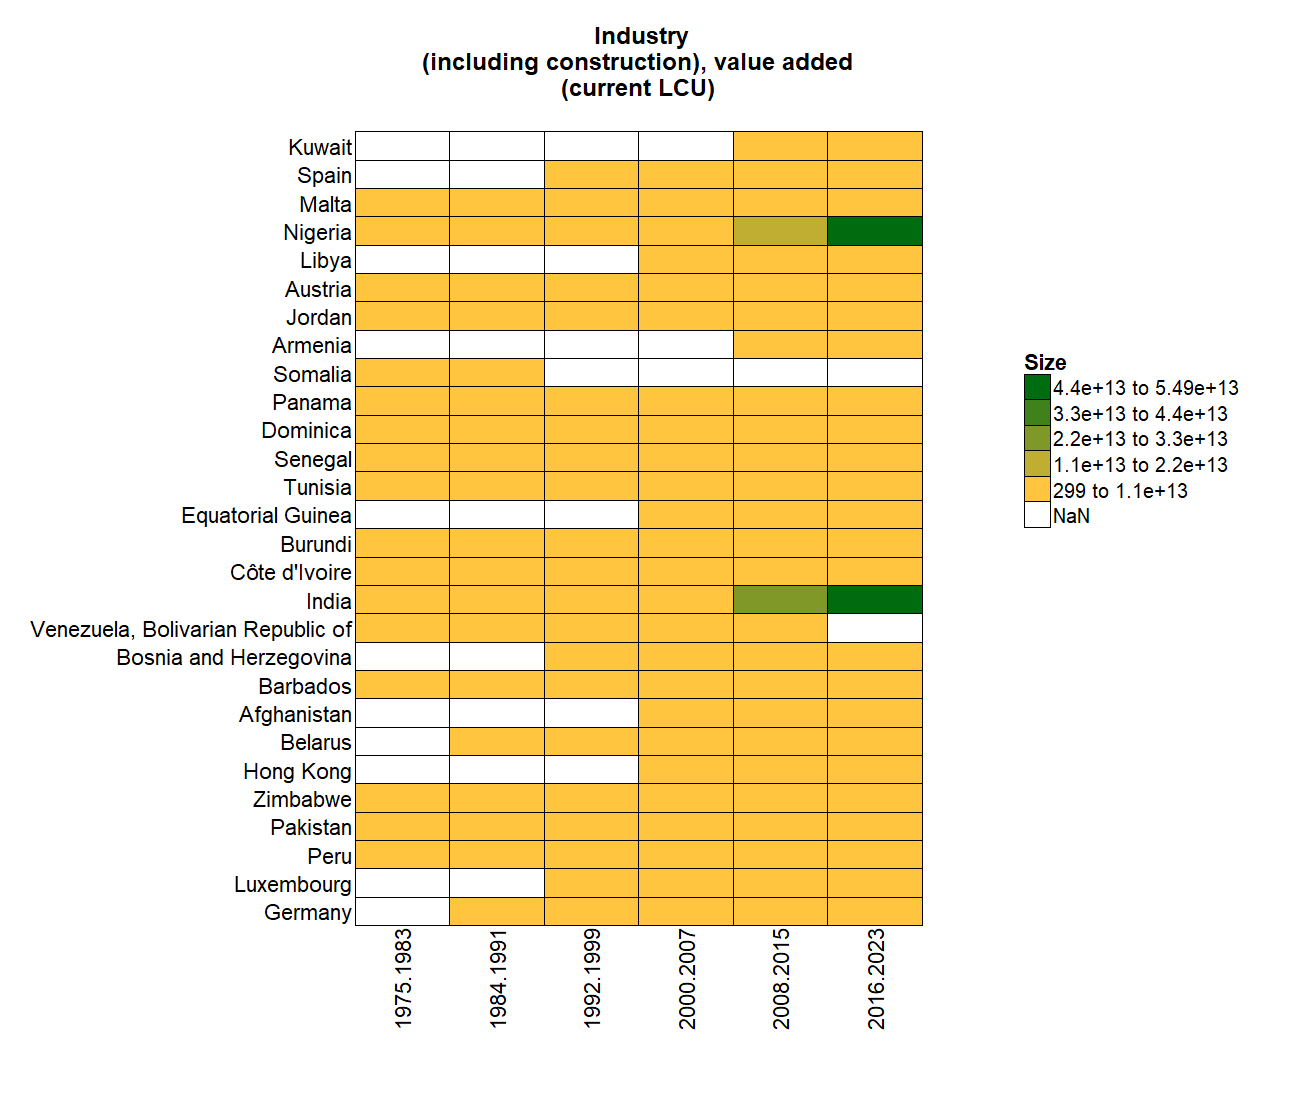 Industry
(including construction), value added
(current LCU)
Kuwait
Spain
Malta
Nigeria
Libya
Austria
Jordan
Armenia
Somalia
Panama
Dominica
Senegal
Tunisia
Equatorial Guinea
Burundi
Côte d'Ivoire
India
Venezuela, Bolivarian Republic of
Bosnia and Herzegovina
Barbados
Afghanistan
Belarus
Hong Kong
Zimbabwe
Pakistan
Peru
Luxembourg
Germany
1975.1983
1984.1991
1992.1999
2000.2007
2008.2015
2016.2023
Size
4.4e+13 to 5.49e+13
3.3e+13 to 4.4e+13
2.2e+13 to 3.3e+13
1.1e+13 to 2.2e+13
299 to 1.1e+13
NaN